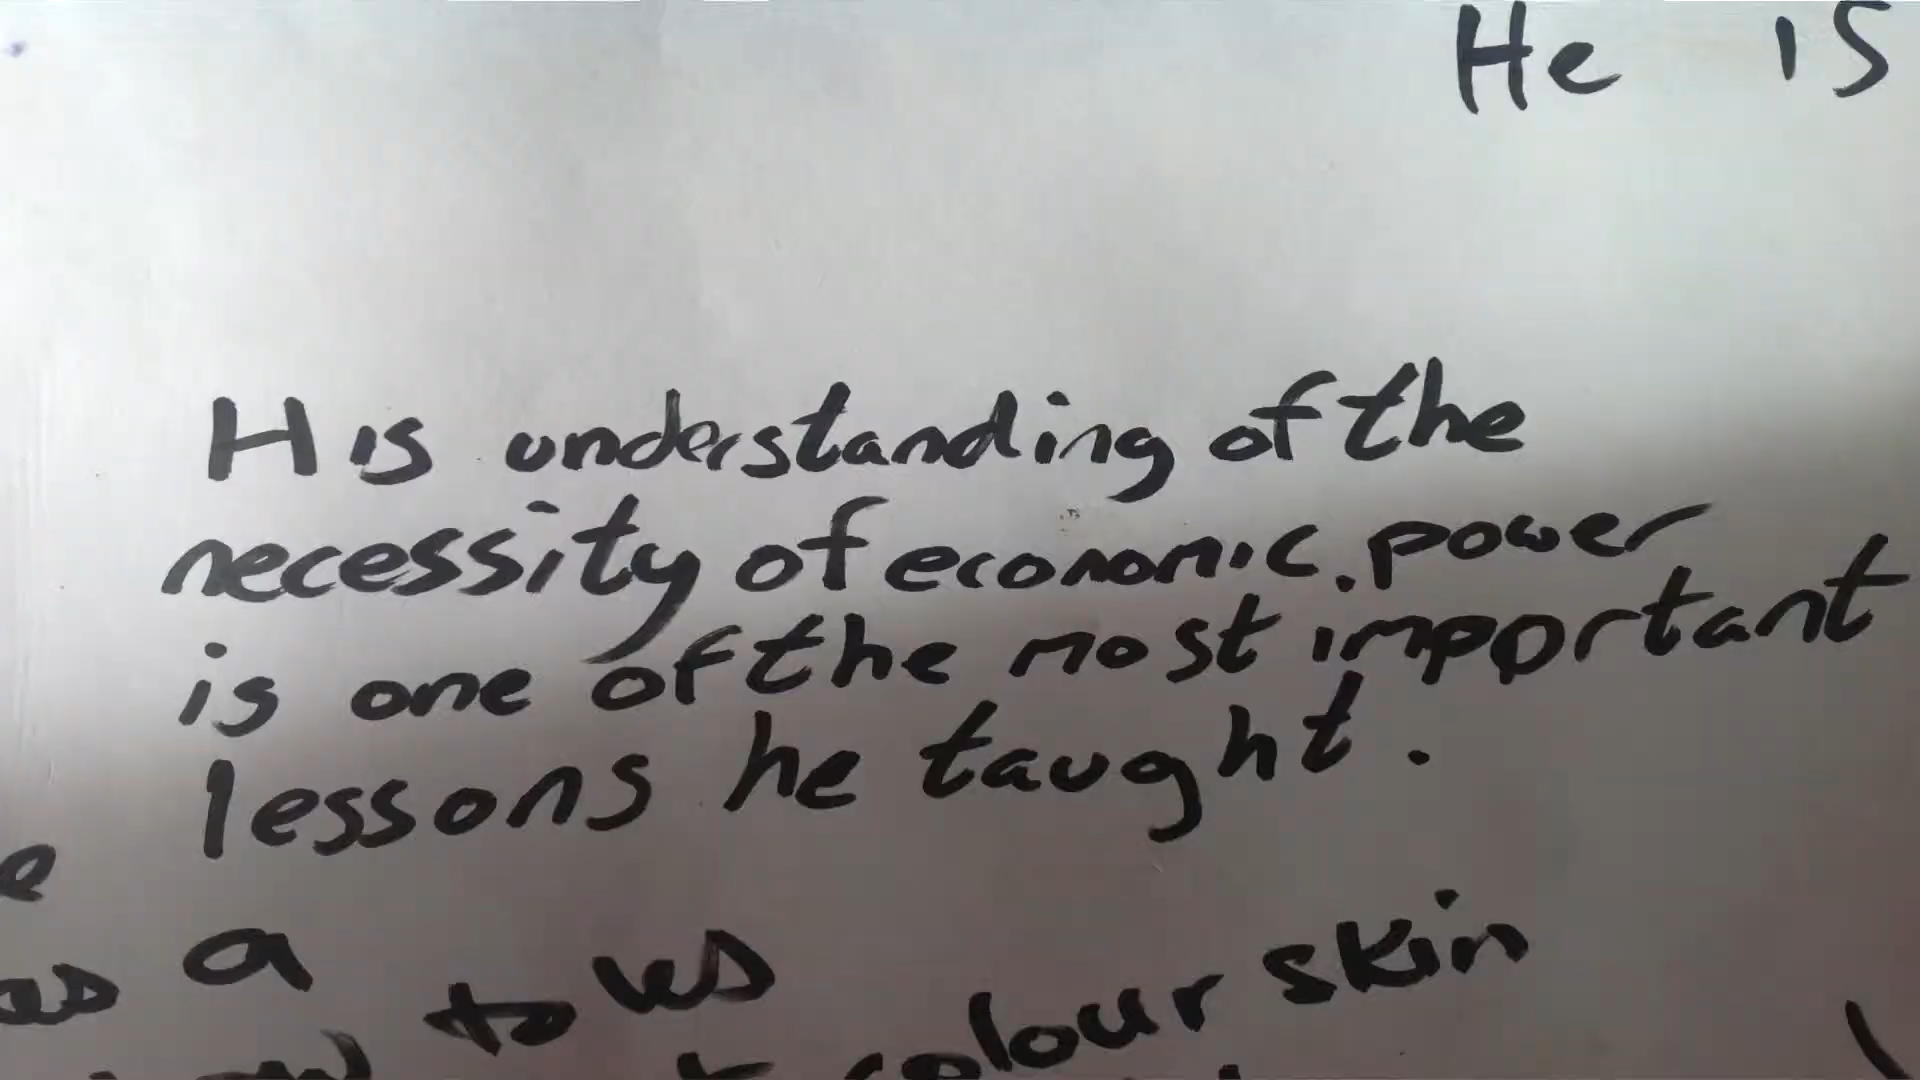 He is
His understanding of the
necessity of economic.power
is one of the most important
lessons he taught.
as a
to us
colour skin